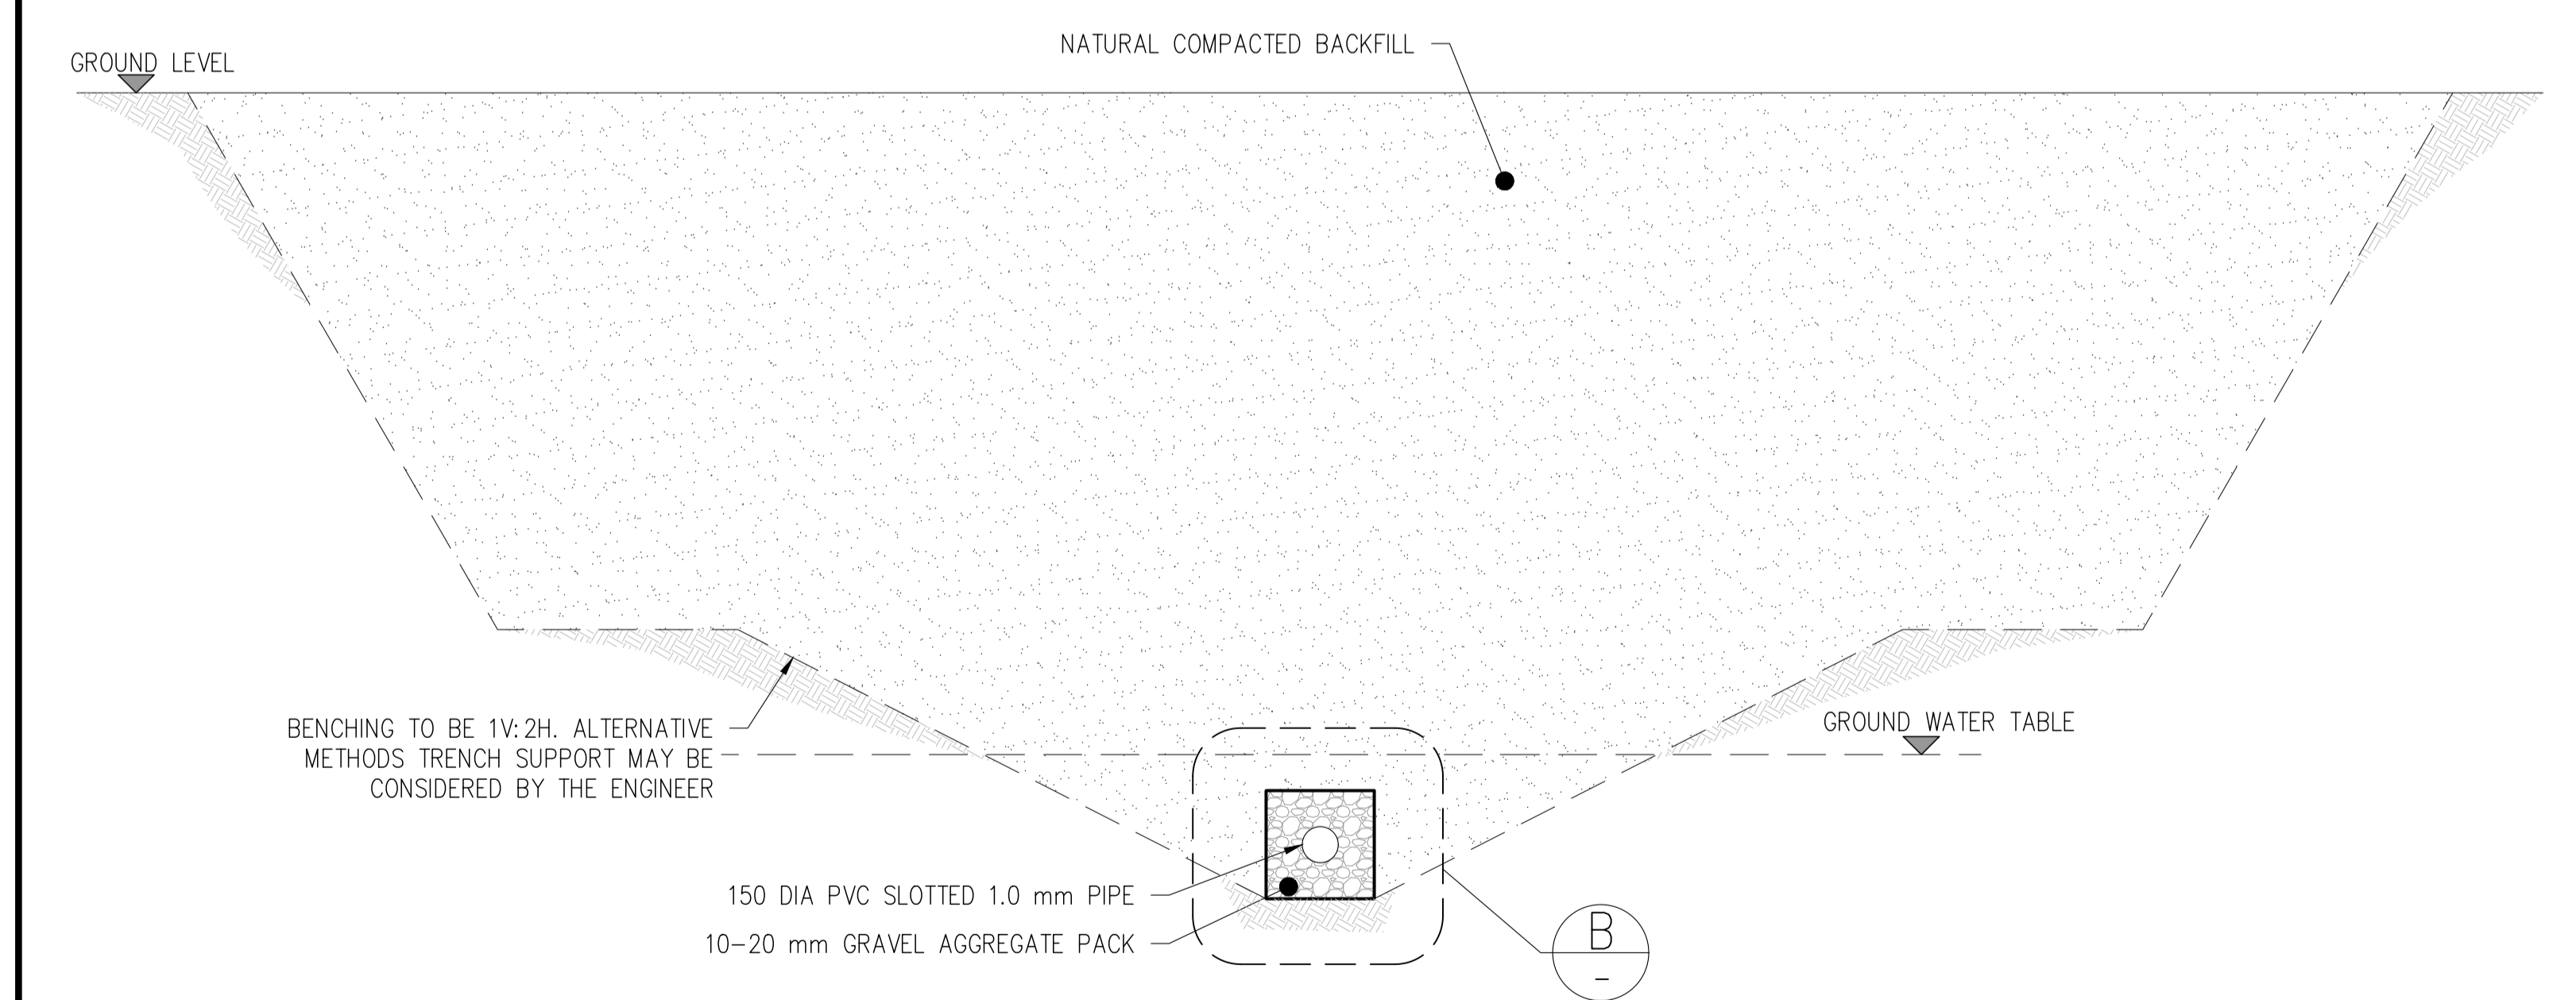 NATURAL COMPACTED BACKFILL
GROUND LEVEL
BENCHING TO BE 1V:2H. ALTERNATIVE
METHODS TRENCH SUPPORT MAY BE
CONSIDERED BY THE ENGINEER
GROUND WATER TABLE
150 DIA PVC SLOTTED 1.0 mm PIPE
10-20 mm GRAVEL AGGREGATE PACK
B
-